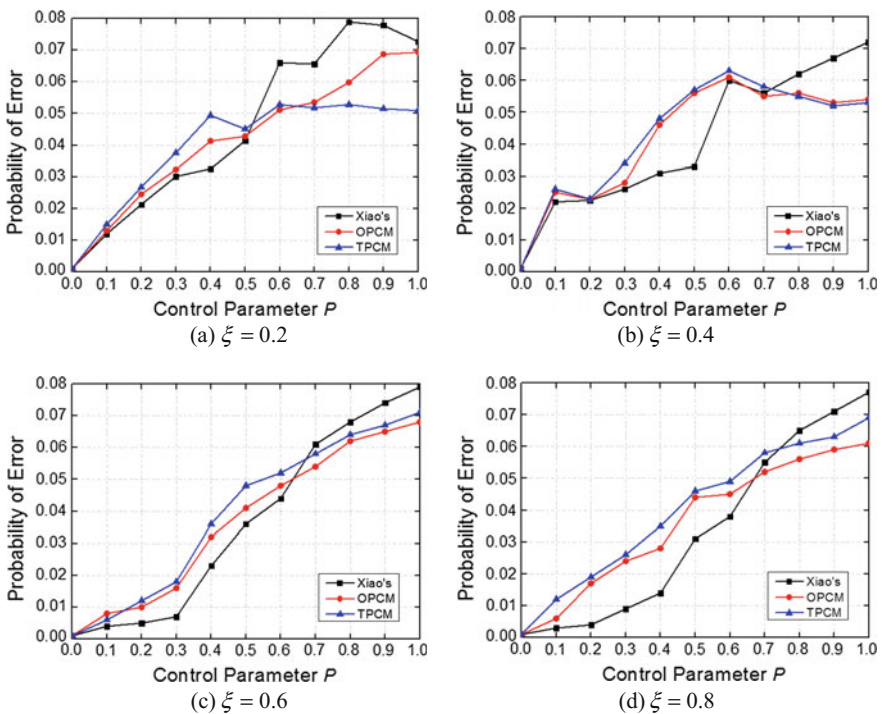 0.08
0.07
0.06
0.05
0.04
0.03
0.02
0.01
0.00
Probability of Error
Xiao's
OPCM
TPCM
0.0 0.1 0.2 0.3 0.4 0.5 0.6 0.7 0.8 0.9 1.0
Control Parameter P
(a) ξ = 0.2
0.08
0.07
0.06
0.05
0.04
0.03
0.02
0.01
0.00
Probability of Error
Xiao's
OPCM
TPCM
0.0 0.1 0.2 0.3 0.4 0.5 0.6 0.7 0.8 0.9 1.0
Control Parameter P
(b) ξ = 0.4
0.08
0.07
0.06
0.05
0.04
0.03
0.02
0.01
0.00
Probability of Error
Xiao's
OPCM
TPCM
0.0 0.1 0.2 0.3 0.4 0.5 0.6 0.7 0.8 0.9 1.0
Control Parameter P
(c) ξ = 0.6
0.08
0.07
0.06
0.05
0.04
0.03
0.02
0.01
0.00
Probability of Error
Xiao's
OPCM
TPCM
0.0 0.1 0.2 0.3 0.4 0.5 0.6 0.7 0.8 0.9 1.0
Control Parameter P
(d) ξ = 0.8